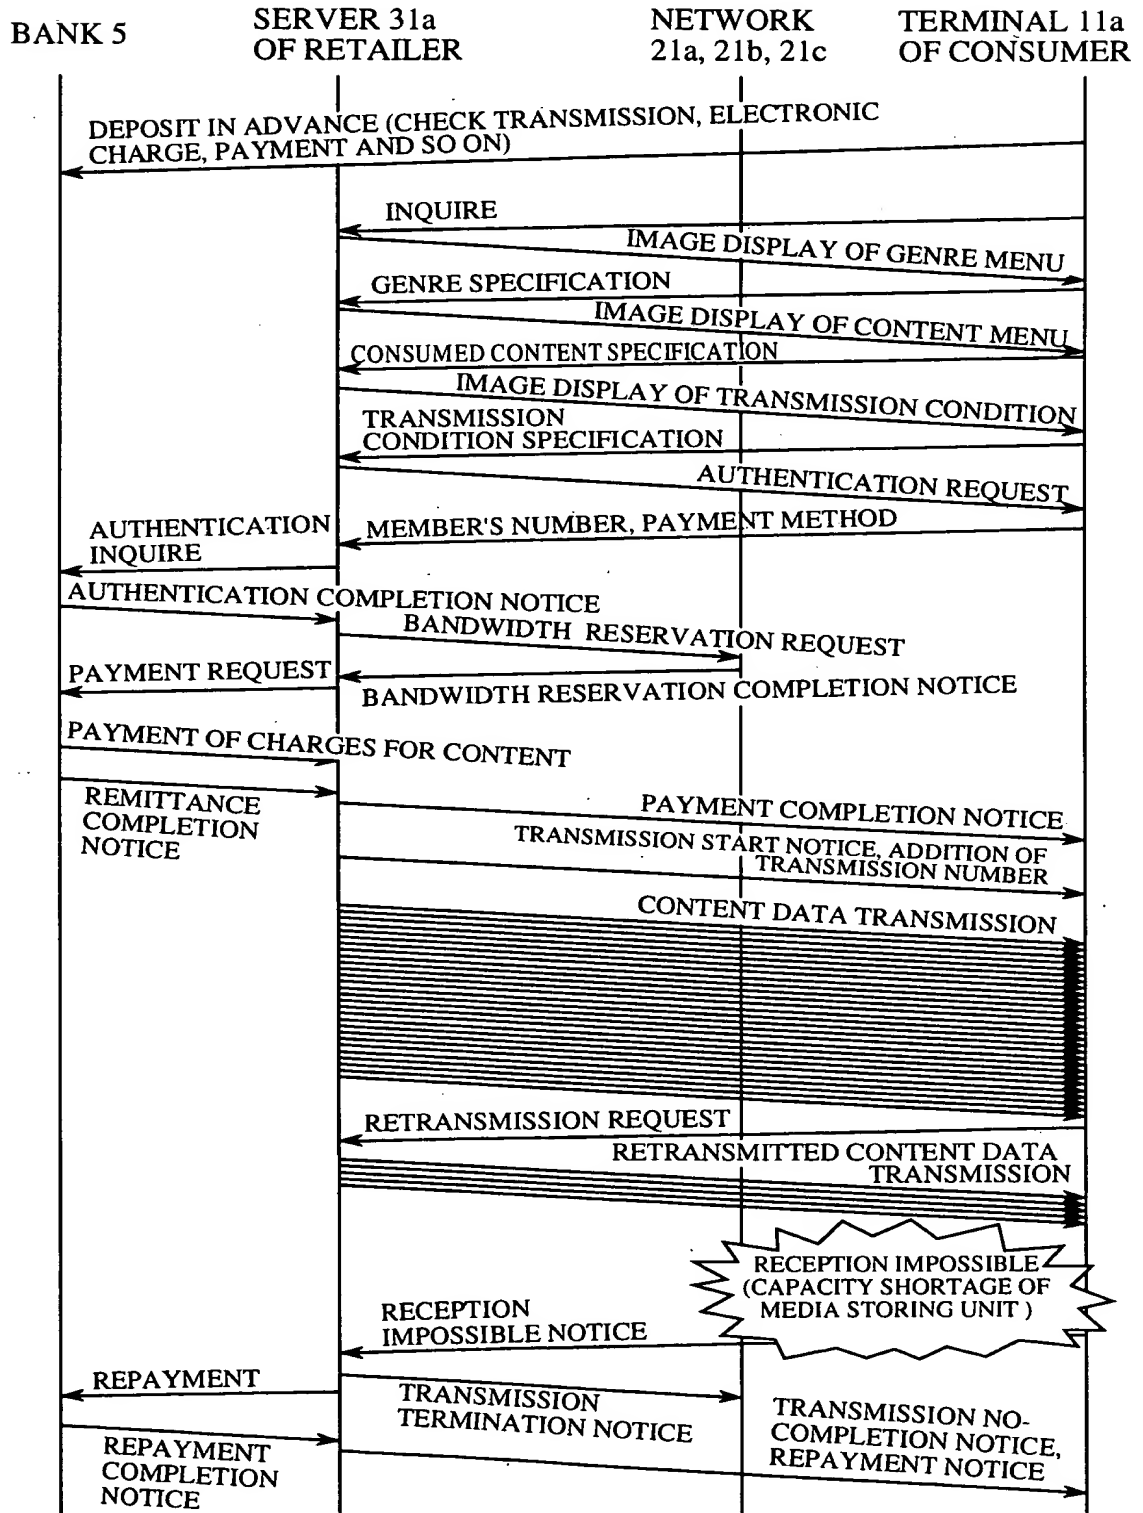 BANK 5
SERVER 31a
OF RETAILER
NETWORK
21a, 21b, 21c
TERMINAL 11a
OF CONSUMER
DEPOSIT IN ADVANCE (CHECK TRANSMISSION, ELECTRONIC
CHARGE, PAYMENT AND SO ON)
INQUIRE
IMAGE DISPLAY OF GENRE MENU
GENRE SPECIFICATION
IMAGE DISPLAY OF CONTENT MENU
CONSUMED CONTENT SPECIFICATION
IMAGE DISPLAY OF TRANSMISSION CONDITION
TRANSMISSION
CONDITION SPECIFICATION
AUTHENTICATION REQUEST
MEMBER'S NUMBER, PAYMENT METHOD
AUTHENTICATION
INQUIRE
AUTHENTICATION COMPLETION NOTICE
BANDWIDTH RESERVATION REQUEST
PAYMENT REQUEST
BANDWIDTH RESERVATION COMPLETION NOTICE
PAYMENT OF CHARGES FOR CONTENT
REMITTANCE
COMPLETION
NOTICE
PAYMENT COMPLETION NOTICE
TRANSMISSION START NOTICE, ADDITION OF
TRANSMISSION NUMBER
CONTENT DATA TRANSMISSION
RETRANSMISSION REQUEST
RETRANSMITTED CONTENT DATA
TRANSMISSION
RECEPTION IMPOSSIBLE
(CAPACITY SHORTAGE OF
MEDIA STORING UNIT )
RECEPTION
IMPOSSIBLE NOTICE
REPAYMENT
TRANSMISSION
TERMINATION NOTICE
TRANSMISSION NO-
COMPLETION NOTICE,
REPAYMENT NOTICE
REPAYMENT
COMPLETION
NOTICE